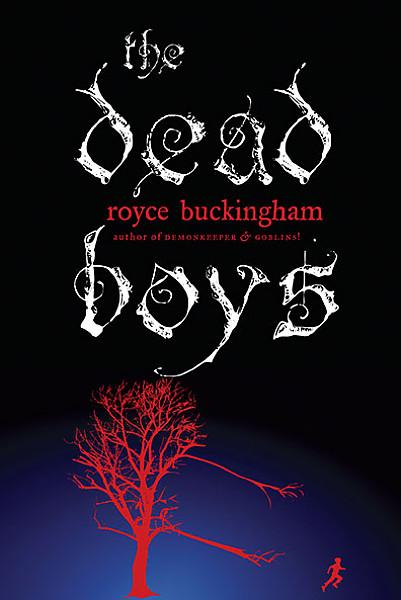 the
dead
royce buckingham
author of DEMONKEEPER & GOBLINS!
boys